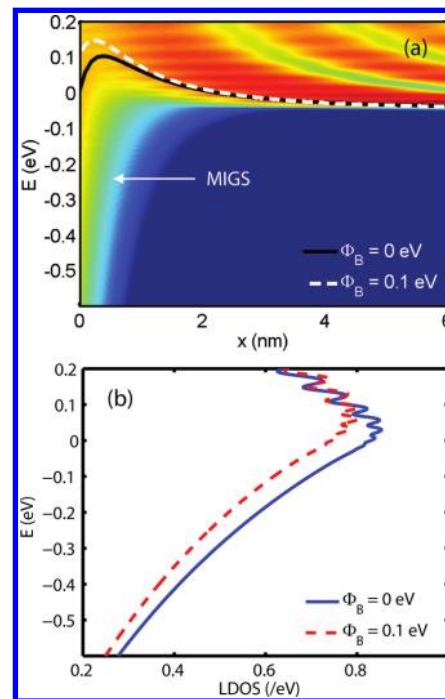 (a)
E (eV)
0.2
0.1
0
-0.1
-0.2
-0.3
-0.4
-0.5
MIGS
Φ_B = 0 eV
Φ_B = 0.1 eV
0 2 4 6
x (nm)
(b)
E (eV)
0.2
0.1
0
−0.1
−0.2
−0.3
−0.4
−0.5
Φ_B = 0 eV
Φ_B = 0.1 eV
0.2 0.4 0.6 0.8 1
LDOS (/eV)